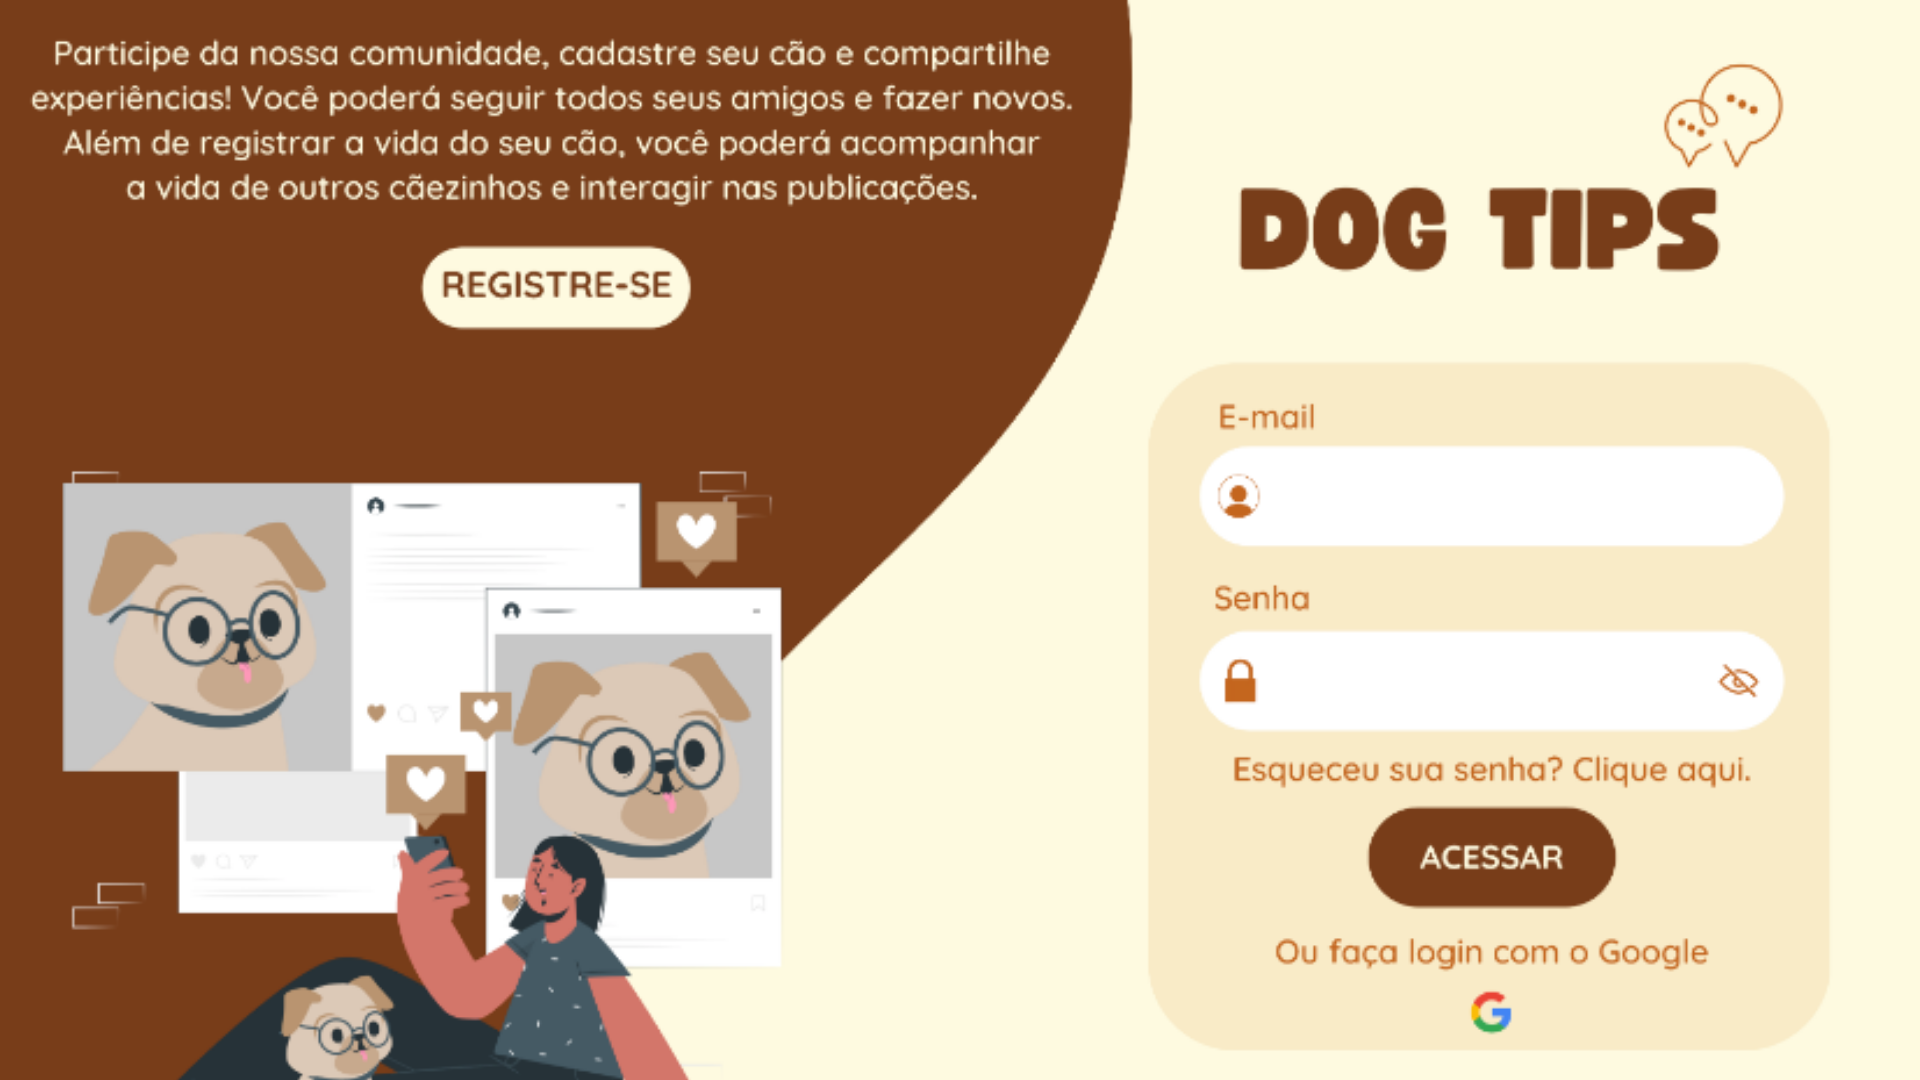 Participe da nossa comunidade, cadastre seu cão e compartilhe
experiências! Você poderá seguir todos seus amigos e fazer novos.
Além de registrar a vida do seu cão, você poderá acompanhar
a vida de outros cãezinhos e interagir nas publicações.
REGISTRE-SE
DOG TIPS
E-mail
Senha
Esqueceu sua senha? Clique aqui.
ACESSAR
Ou faça login com o Google